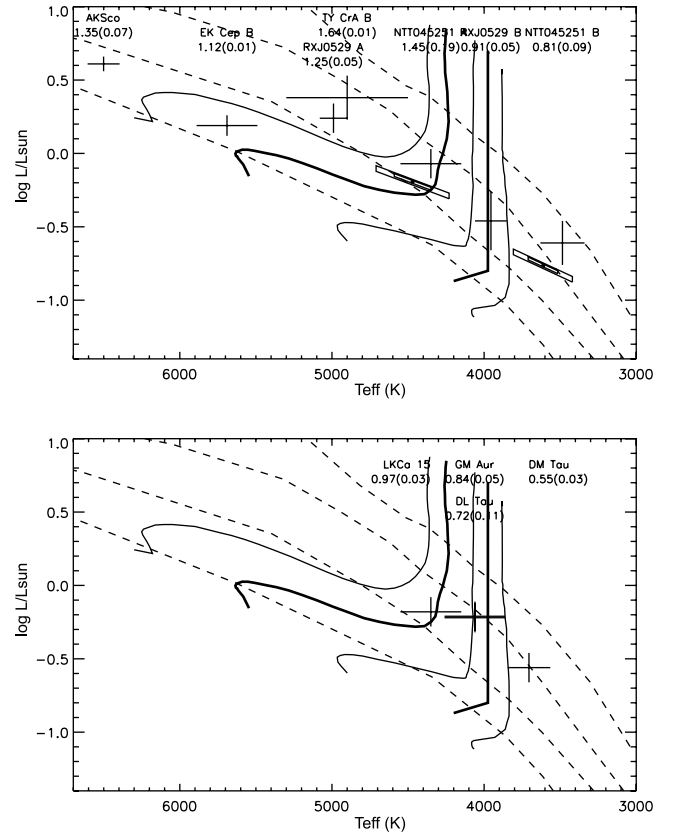 1.0
AKSco
TY CrA B
EK Cep B
NTT045251 A
RXJ0529 B
NTT045251 B
1.35(0.07)
1.64(0.01)
1.12(0.01)
RXJ0529 A
1.45(0.19)
0.91(0.05)
0.81(0.09)
1.25(0.05)
0.5
0.0
−0.5
−1.0
log L/Lsun
6000 5000 4000 3000
Teff (K)
1.0
LKCa 15
GM Aur
DM Tau
0.97(0.03)
0.84(0.05)
0.55(0.03)
DL Tau
0.72(0.11)
0.5
0.0
−0.5
−1.0
log L/Lsun
6000 5000 4000 3000
Teff (K)